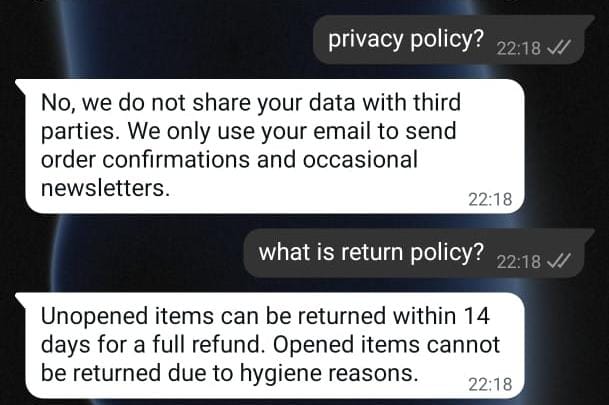 privacy policy?
22:18
No, we do not share your data with third
parties. We only use your email to send
order confirmations and occasional
newsletters.
22:18
what is return policy?
22:18
Unopened items can be returned within 14
days for a full refund. Opened items cannot
be returned due to hygiene reasons.
22:18